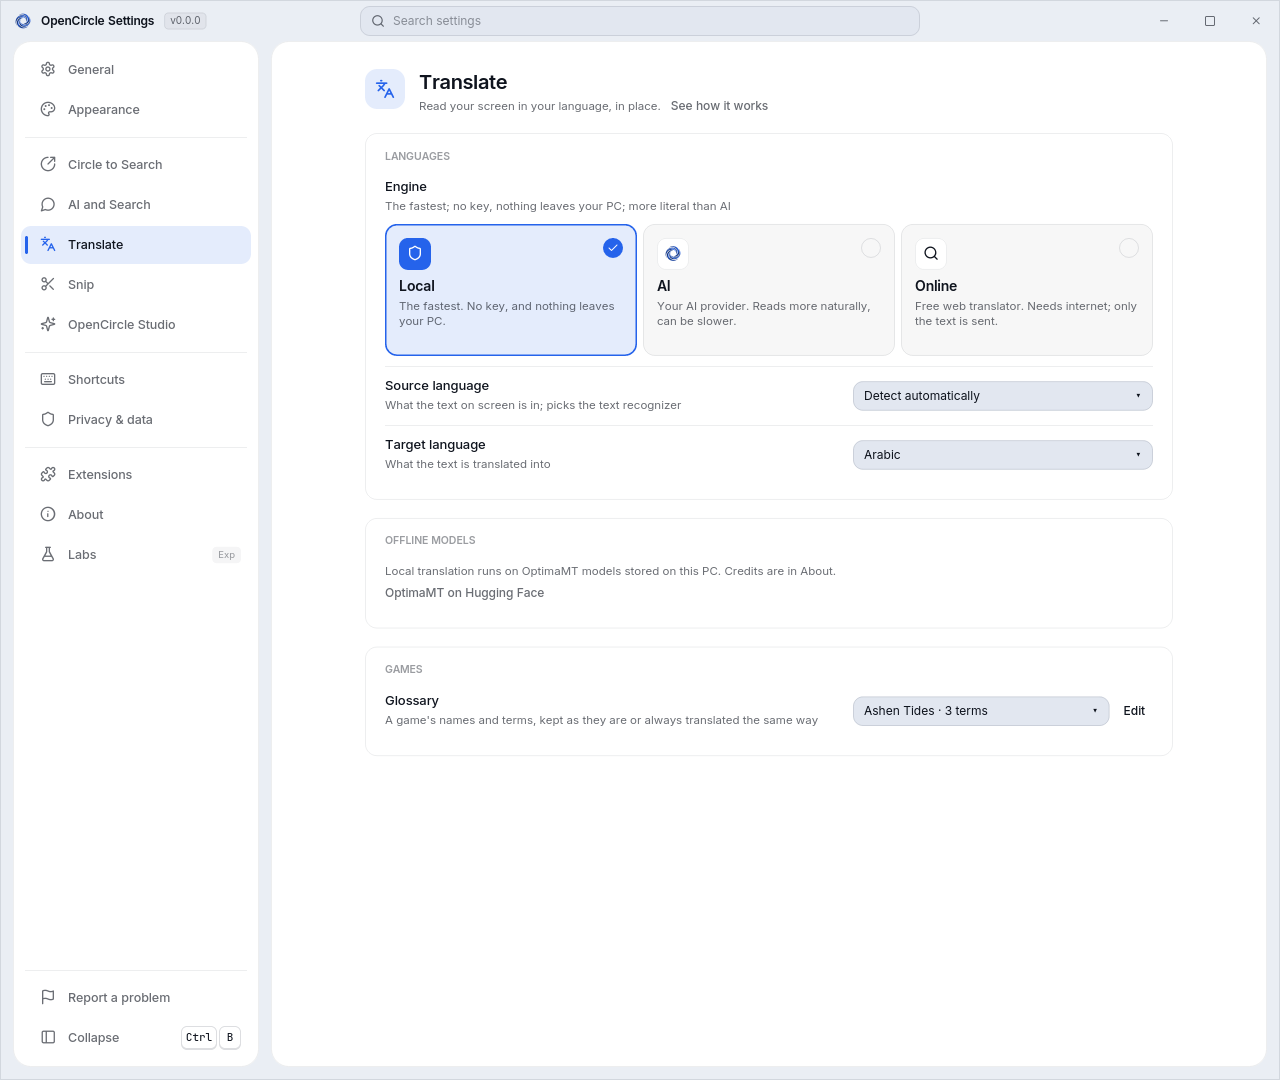 OpenCircle Settings
v0.0.0
Search settings
General
Appearance
Circle to Search
AI and Search
Translate
Snip
OpenCircle Studio
Shortcuts
Privacy & data
Extensions
About
Labs
Exp
Report a problem
Collapse
Ctrl
B
Translate
Read your screen in your language, in place. See how it works
LANGUAGES
Engine
The fastest; no key, nothing leaves your PC; more literal than AI
Local
The fastest. No key, and nothing leaves
your PC.
AI
Your AI provider. Reads more naturally,
can be slower.
Online
Free web translator. Needs internet; only
the text is sent.
Source language
What the text on screen is in; picks the text recognizer
Detect automatically
Target language
What the text is translated into
Arabic
OFFLINE MODELS
Local translation runs on OptimaMT models stored on this PC. Credits are in About.
OptimaMT on Hugging Face
GAMES
Glossary
A game's names and terms, kept as they are or always translated the same way
Ashen Tides · 3 terms
Edit